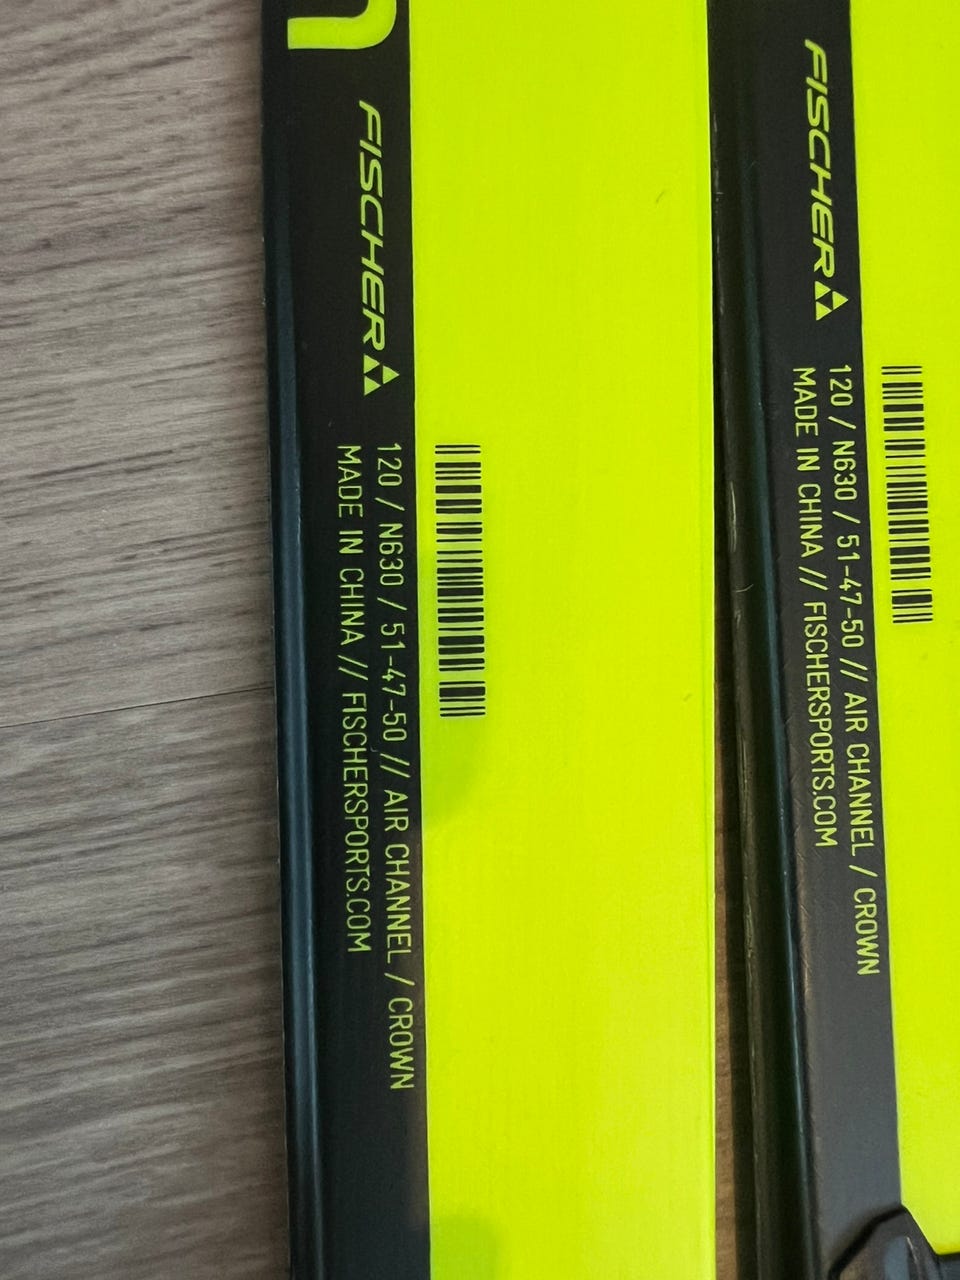 FISCHER
120 / N630 / 51-47-50 // AIR CHANNEL / CROWN
MADE IN CHINA // FISCHERSPORTS.COM
FISCHER
120 / N630 / 51-47-50 // AIR CHANNEL / CROWN
MADE IN CHINA // FISCHERSPORTS.COM